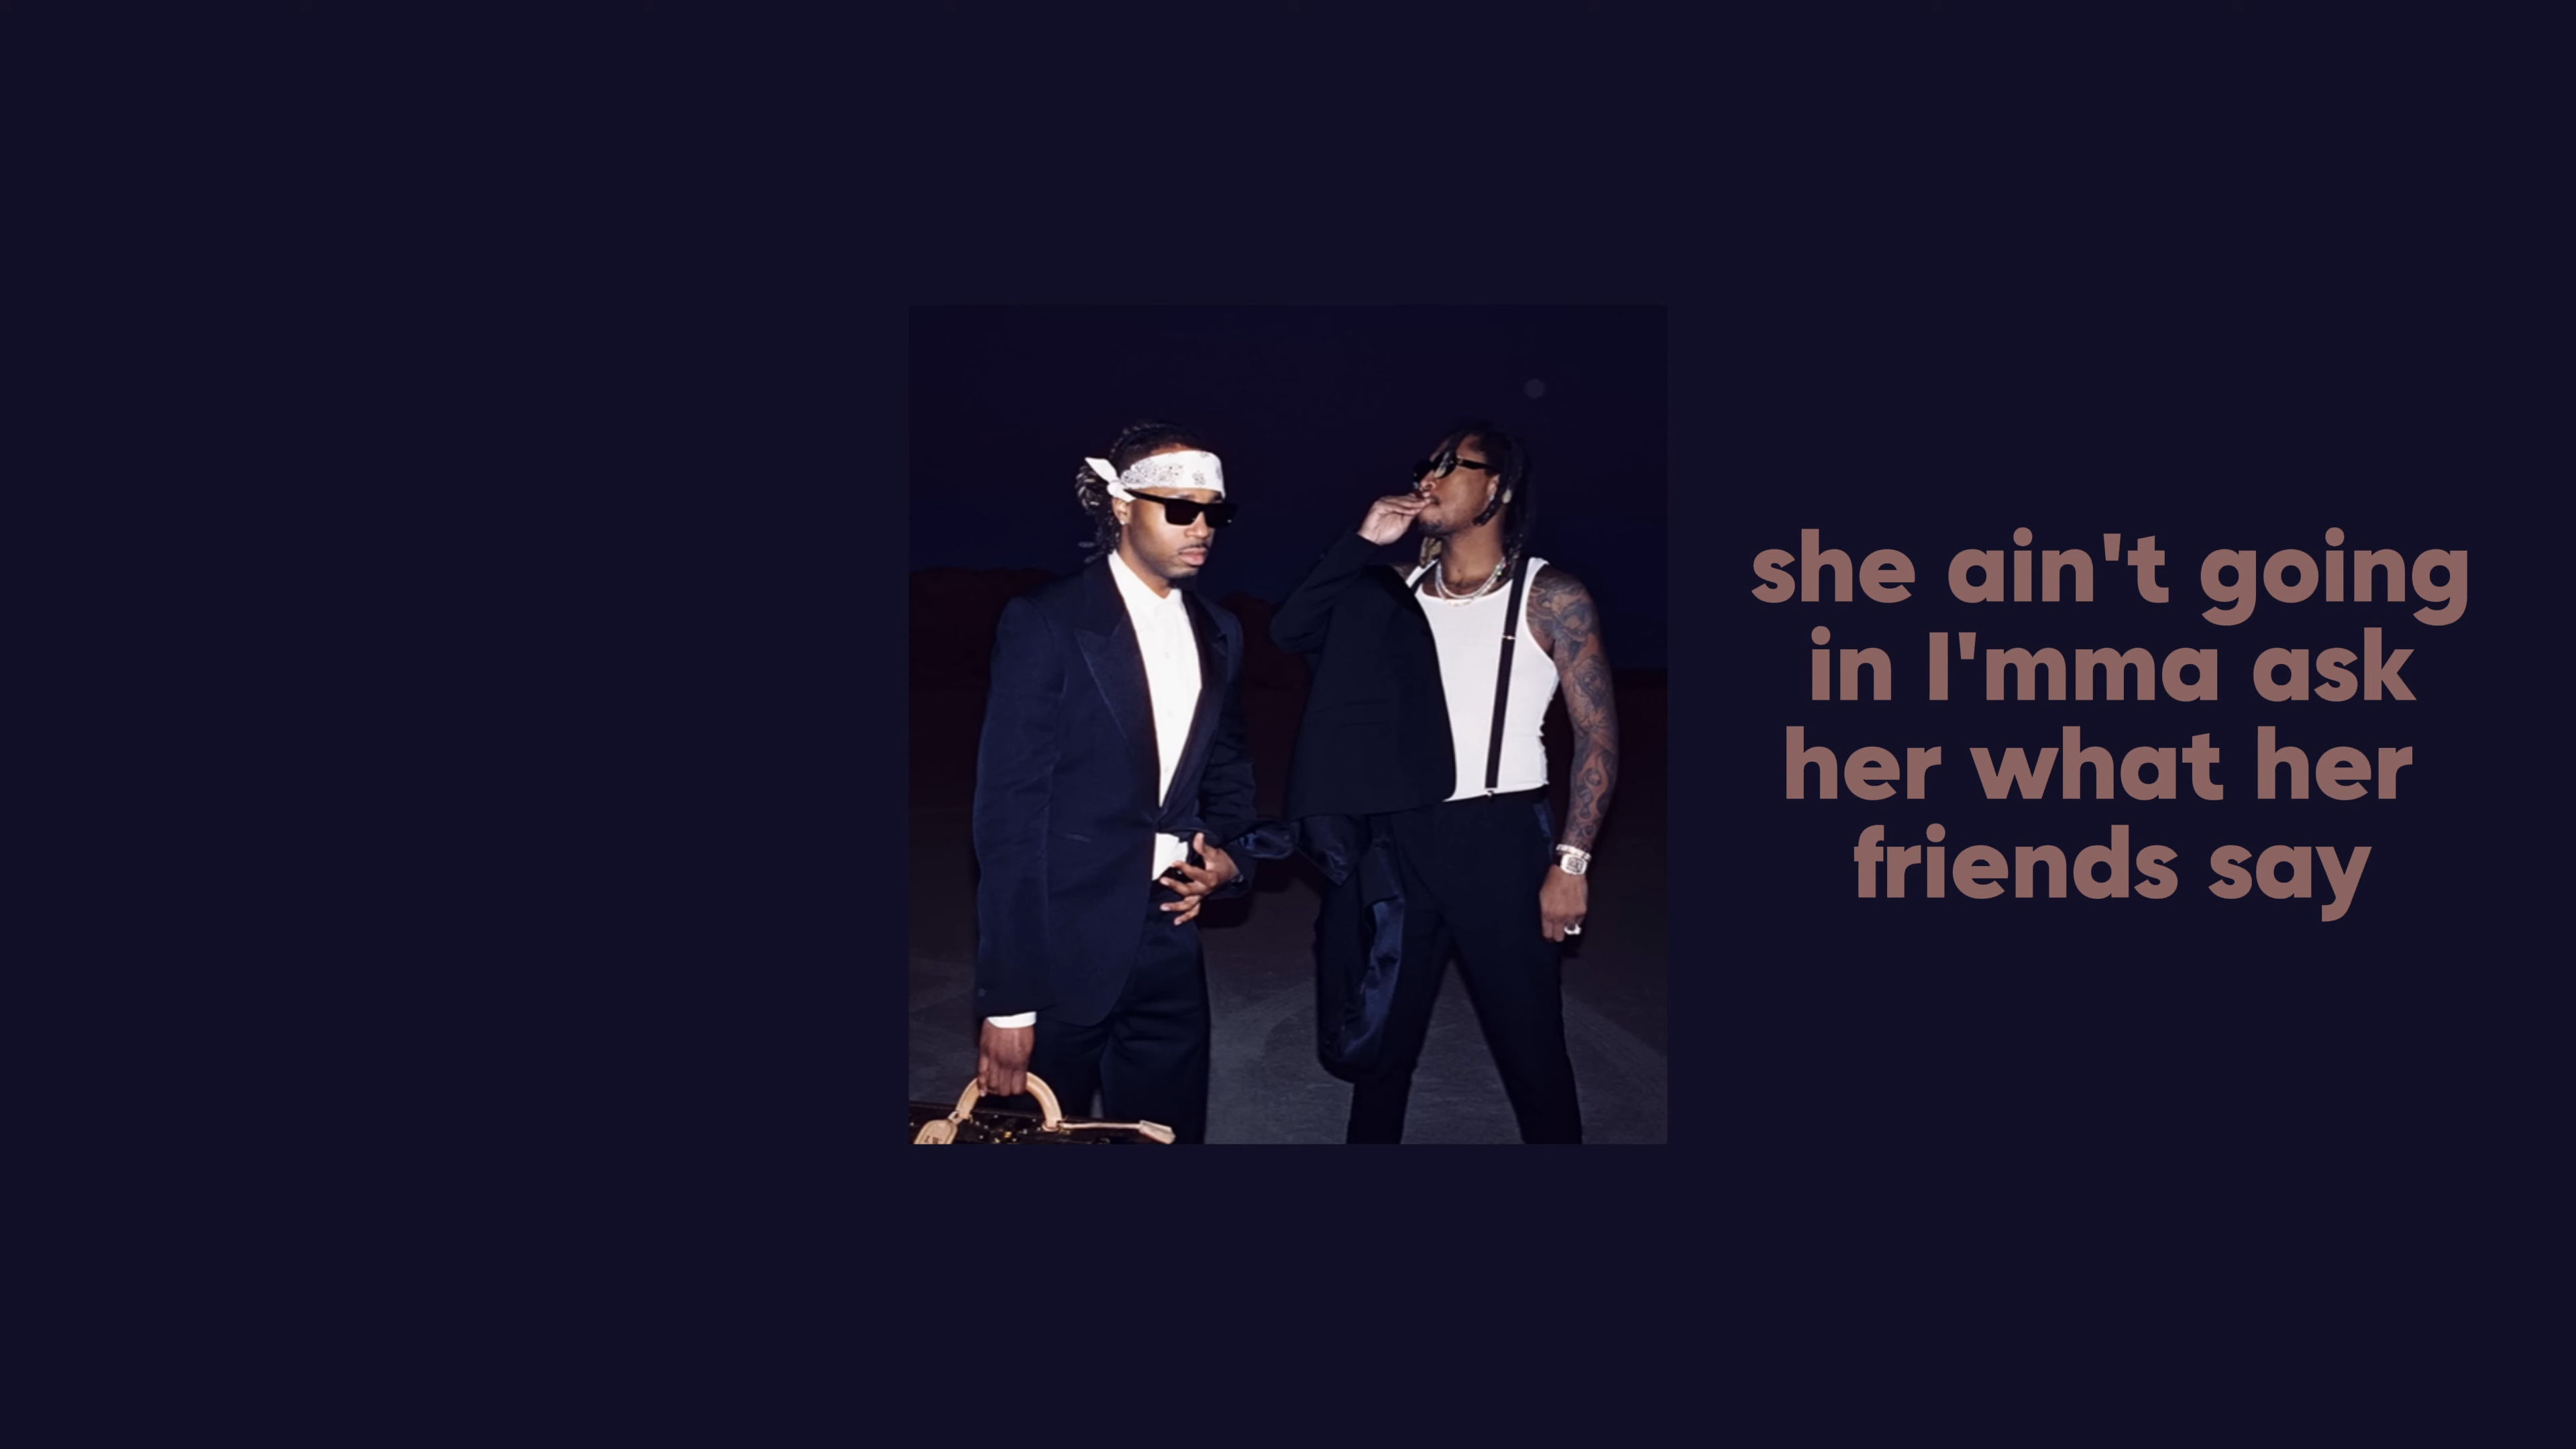 she ain't going
in I'mma ask
her what her
friends say